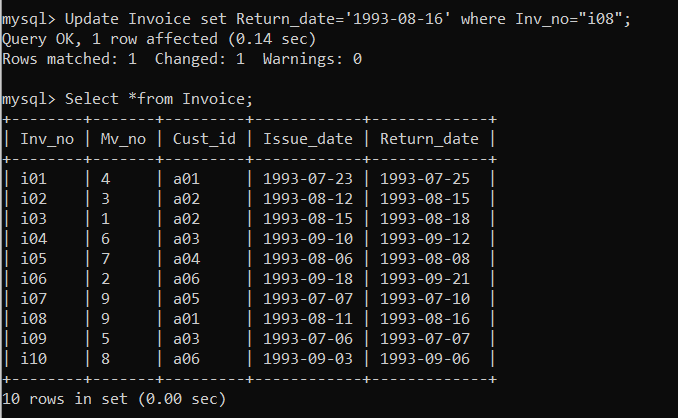 mysql> Update Invoice set Return_date='1993-08-16' where Inv_no="i08";
Query OK, 1 row affected (0.14 sec)
Rows matched: 1  Changed: 1  Warnings: 0

mysql> Select *from Invoice;
+--------+-------+---------+------------+-------------+
| Inv_no | Mv_no | Cust_id | Issue_date | Return_date |
+--------+-------+---------+------------+-------------+
| i01    | 4     | a01     | 1993-07-23 | 1993-07-25  |
| i02    | 3     | a02     | 1993-08-12 | 1993-08-15  |
| i03    | 1     | a02     | 1993-08-15 | 1993-08-18  |
| i04    | 6     | a03     | 1993-09-10 | 1993-09-12  |
| i05    | 7     | a04     | 1993-08-06 | 1993-08-08  |
| i06    | 2     | a06     | 1993-09-18 | 1993-09-21  |
| i07    | 9     | a05     | 1993-07-07 | 1993-07-10  |
| i08    | 9     | a01     | 1993-08-11 | 1993-08-16  |
| i09    | 5     | a03     | 1993-07-06 | 1993-07-07  |
| i10    | 8     | a06     | 1993-09-03 | 1993-09-06  |
+--------+-------+---------+------------+-------------+
10 rows in set (0.00 sec)